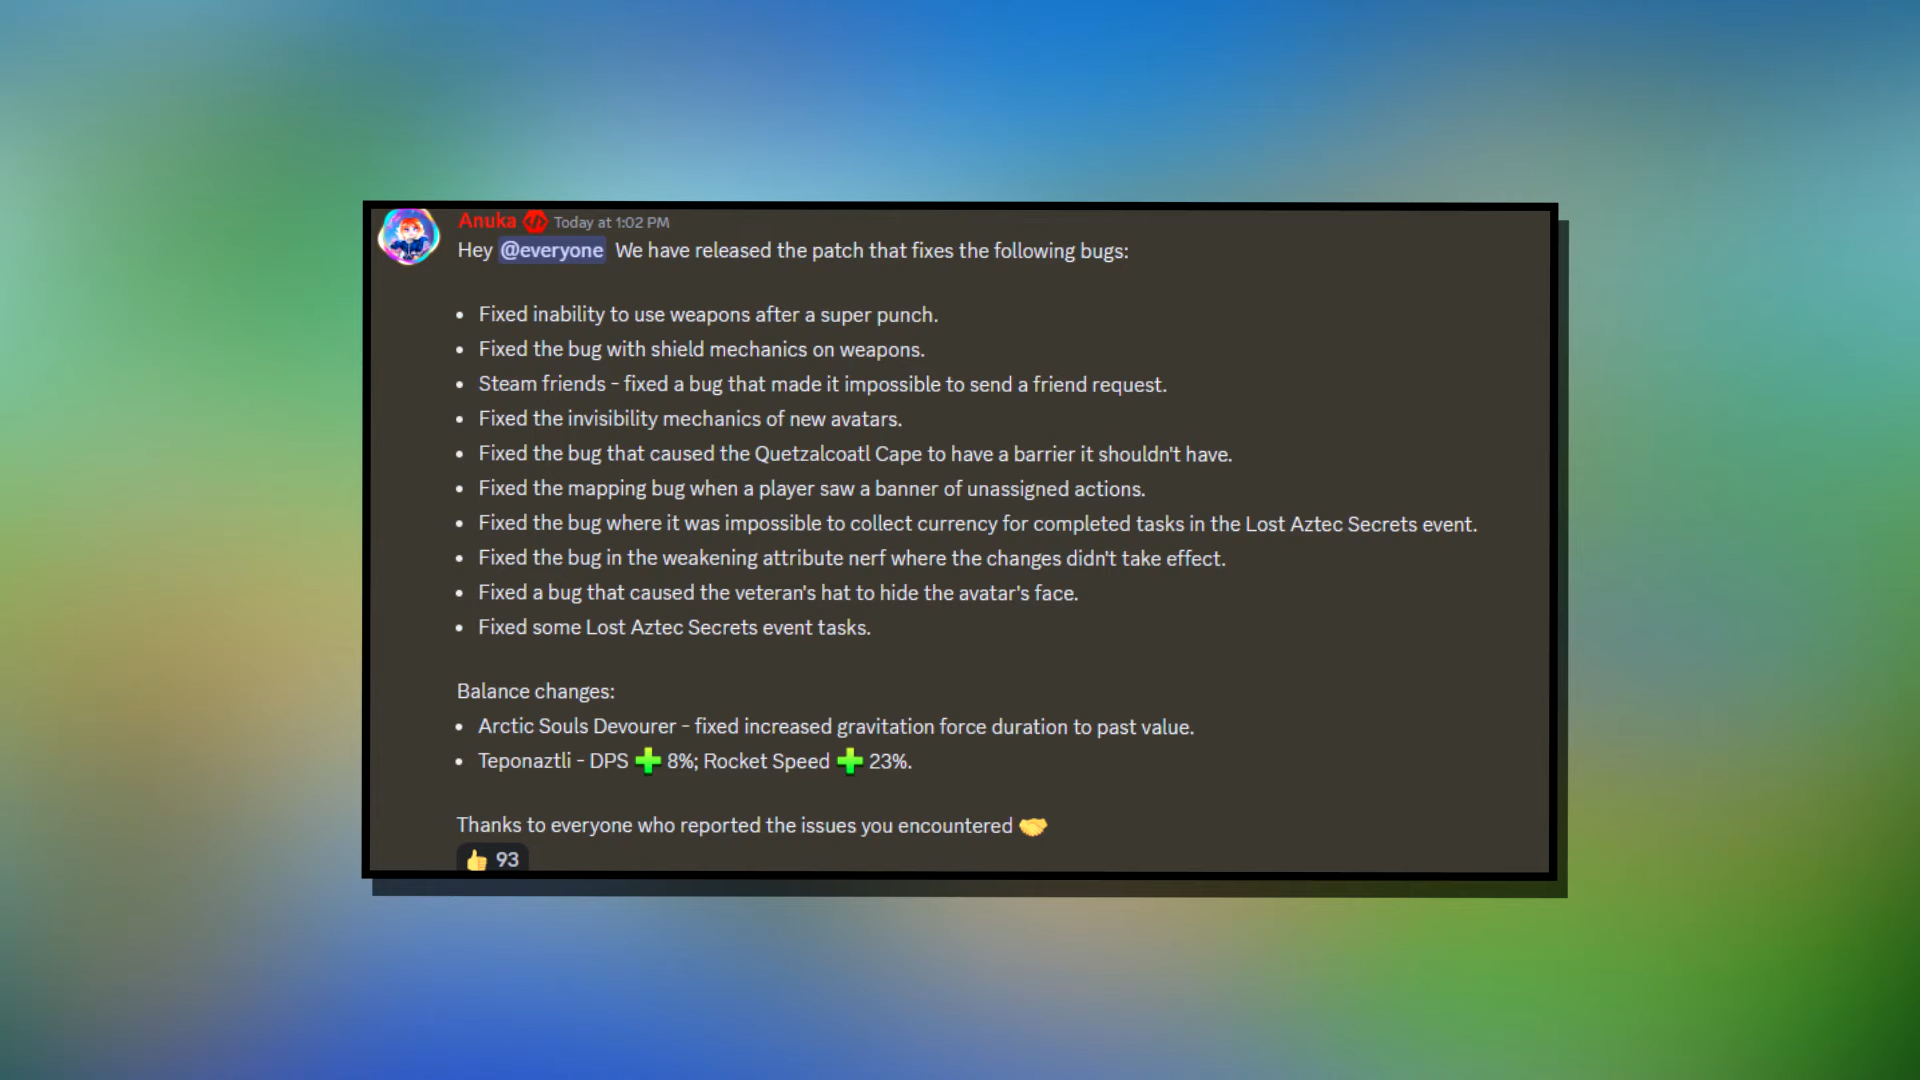 Anuka Today at 1:02 PM
Hey @everyone We have released the patch that fixes the following bugs:
• Fixed inability to use weapons after a super punch.
• Fixed the bug with shield mechanics on weapons.
• Steam friends - fixed a bug that made it impossible to send a friend request.
• Fixed the invisibility mechanics of new avatars.
• Fixed the bug that caused the Quetzalcoatl Cape to have a barrier it shouldn't have.
• Fixed the mapping bug when a player saw a banner of unassigned actions.
• Fixed the bug where it was impossible to collect currency for completed tasks in the Lost Aztec Secrets event.
• Fixed the bug in the weakening attribute nerf where the changes didn't take effect.
• Fixed a bug that caused the veteran's hat to hide the avatar's face.
• Fixed some Lost Aztec Secrets event tasks.
Balance changes:
• Arctic Souls Devourer - fixed increased gravitation force duration to past value.
• Teponaztli - DPS ➕ 8%; Rocket Speed ➕ 23%.
Thanks to everyone who reported the issues you encountered 🤝
👍 93